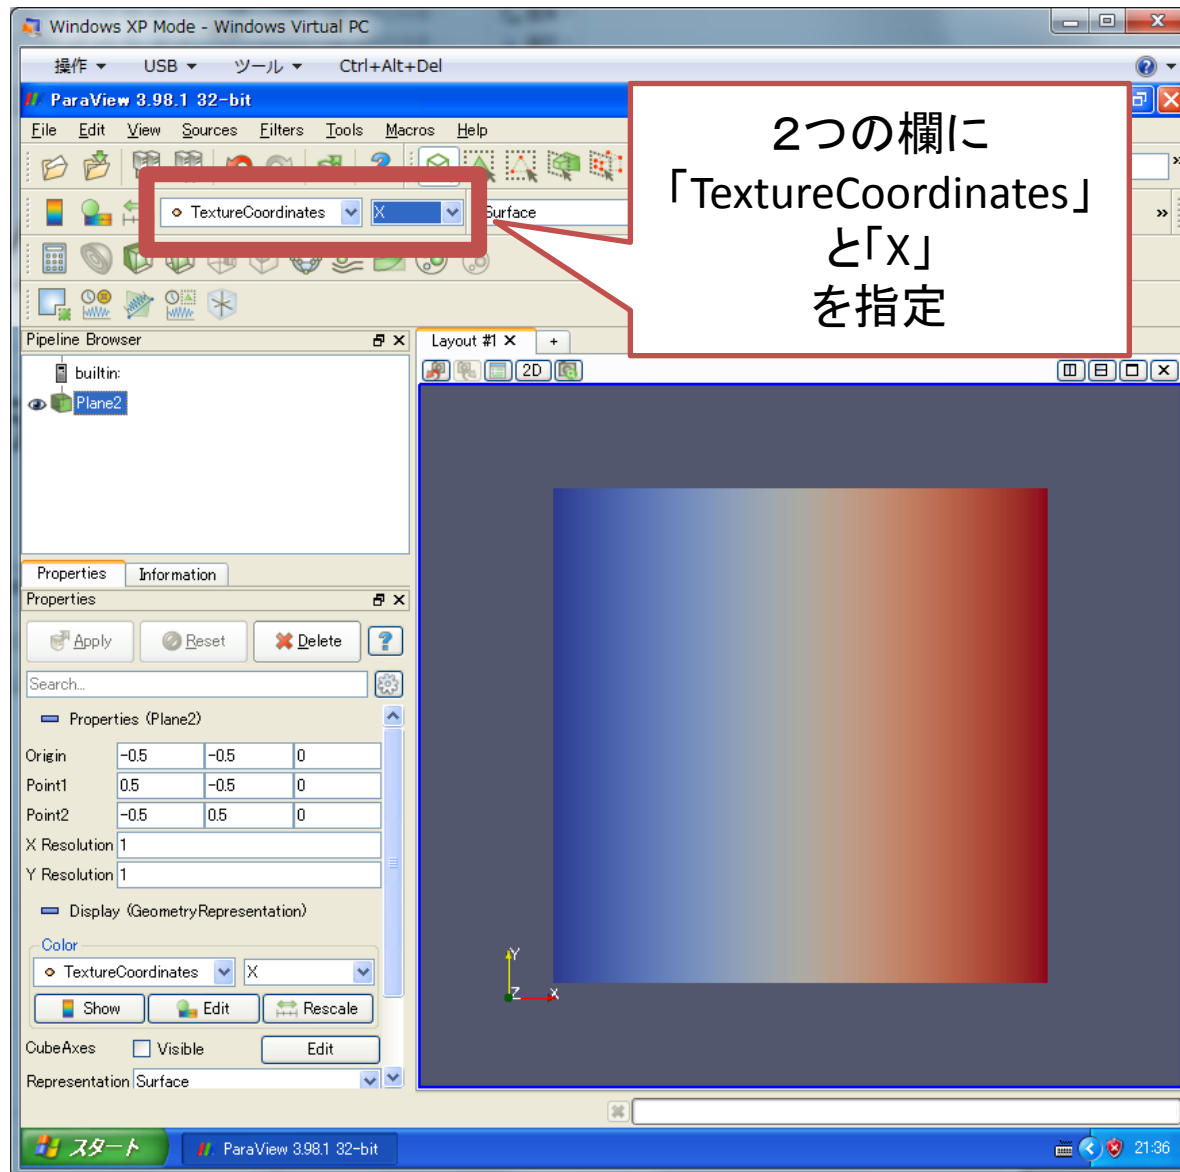 Windows XP Mode - Windows Virtual PC
操作 USB ツール Ctrl+Alt+Del
ParaView 3.98.1 32-bit
File Edit View Sources Filters Tools Macros Help
TextureCoordinates X Surface
２つの欄に
「TextureCoordinates」
と「X」
を指定
Pipeline Browser
builtin:
Plane2
Layout #1 +
2D
Properties Information
Properties
Apply Reset Delete ?
Search...
Properties (Plane2)
Origin -0.5 -0.5 0
Point1 0.5 -0.5 0
Point2 -0.5 0.5 0
X Resolution 1
Y Resolution 1
Display (GeometryRepresentation)
Color
TextureCoordinates X
Show Edit Rescale
CubeAxes Visible Edit
Representation Surface
Y
Z X
スタート ParaView 3.98.1 32-bit 21:36